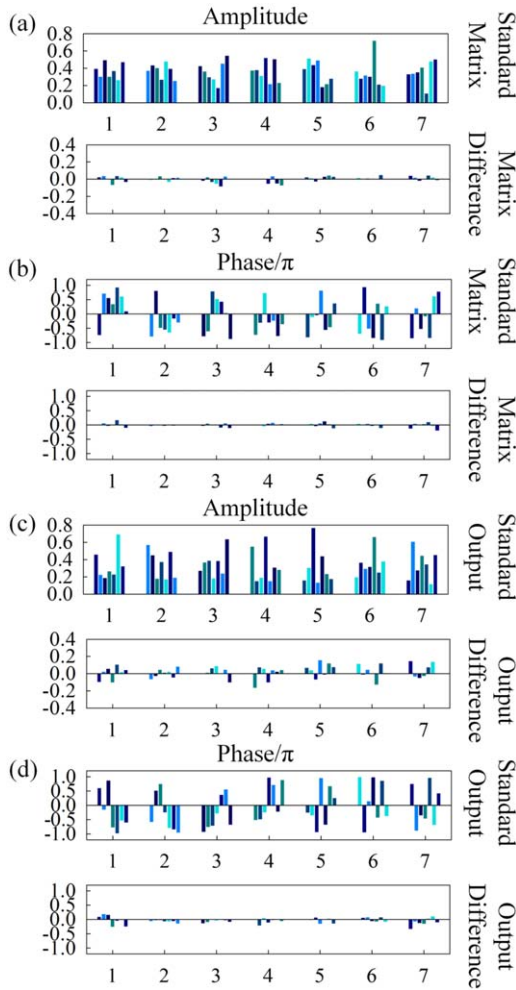 (a)
Amplitude
0.8
0.6
0.4
0.2
0.0
1 2 3 4 5 6 7
Standard
Matrix
0.4
0.2
0.0
-0.2
-0.4
1 2 3 4 5 6 7
Matrix
Difference
(b)
Phase/π
1.0
0.5
0.0
-0.5
-1.0
1 2 3 4 5 6 7
Standard
Matrix
1.0
0.5
0.0
-0.5
-1.0
1 2 3 4 5 6 7
Matrix
Difference
(c)
Amplitude
0.8
0.6
0.4
0.2
0.0
1 2 3 4 5 6 7
Standard
Output
0.4
0.2
0.0
-0.2
-0.4
1 2 3 4 5 6 7
Output
Difference
(d)
Phase/π
1.0
0.5
0.0
-0.5
-1.0
1 2 3 4 5 6 7
Standard
Output
1.0
0.5
0.0
-0.5
-1.0
1 2 3 4 5 6 7
Output
Difference